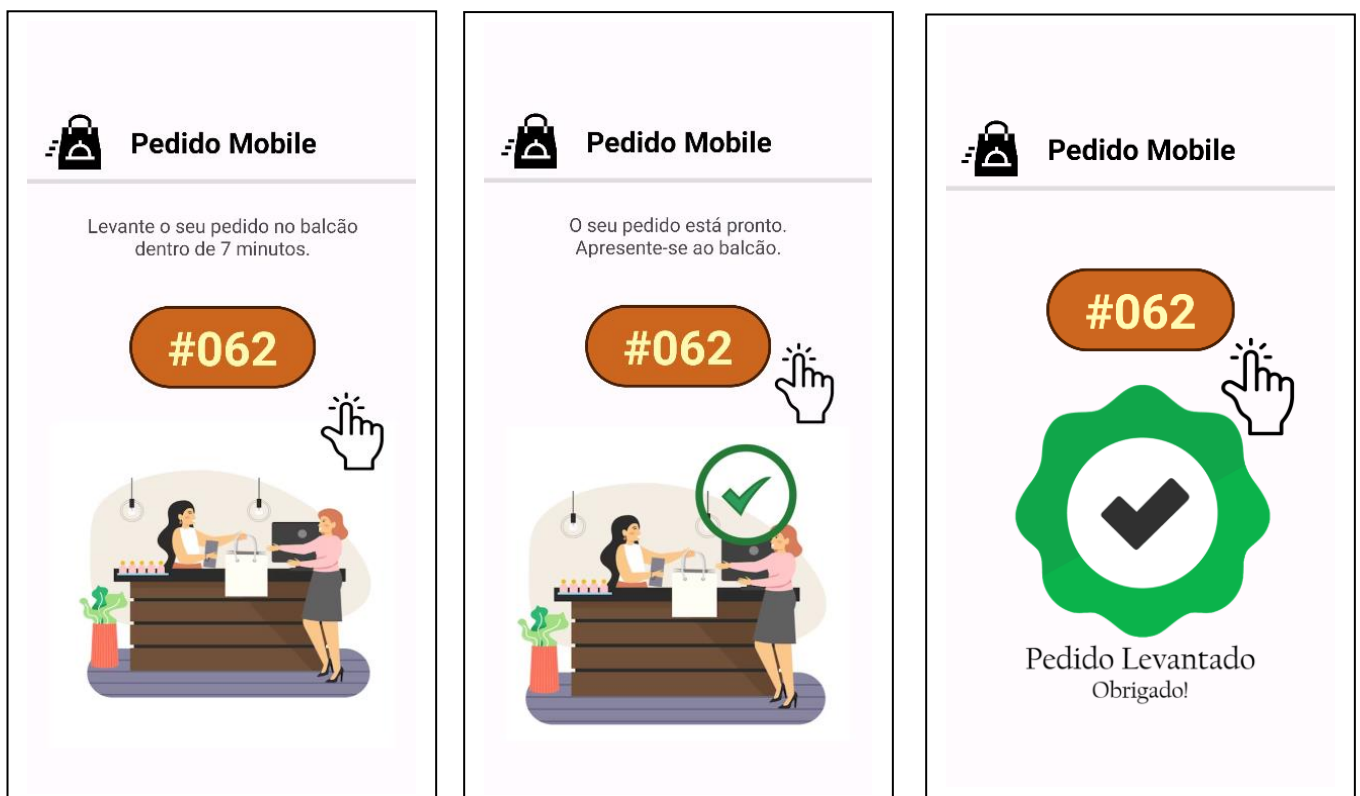 Pedido Mobile
Levante o seu pedido no balcão
dentro de 7 minutos.
#062
Pedido Mobile
O seu pedido está pronto.
Apresente-se ao balcão.
#062
Pedido Mobile
#062
Pedido Levantado
Obrigado!